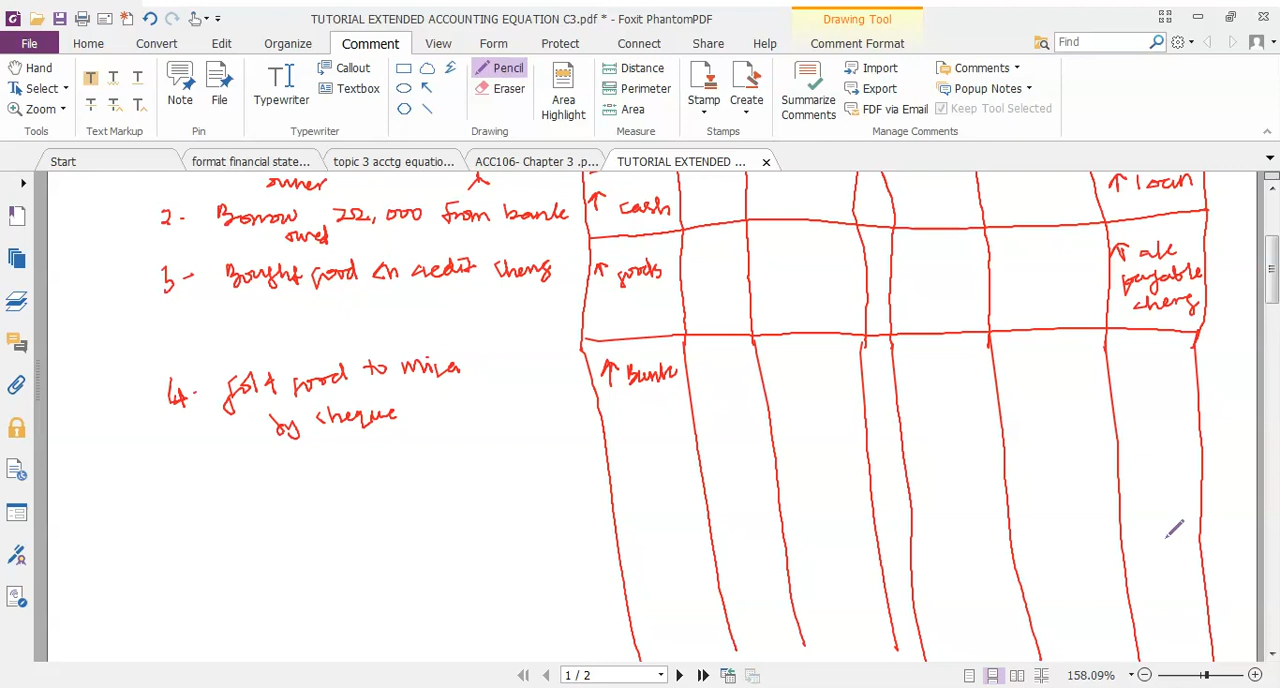 TUTORIAL EXTENDED ACCOUNTING EQUATION C3.pdf * - Foxit PhantomPDF
Drawing Tool
File Home Convert Edit Organize Comment View Form Protect Connect Share Help Comment Format Find
Hand
Select
Zoom
Tools
Text Markup
Note File
Pin
Typewriter
Callout
Textbox
Typewriter
Pencil
Eraser
Drawing
Area Highlight
Distance
Perimeter
Area
Measure
Stamp Create
Stamps
Summarize Comments
Import
Export
FDF via Email
Comments
Popup Notes
Keep Tool Selected
Manage Comments
Start format financial state... topic 3 acctg equatio... ACC106- Chapter 3 .p... TUTORIAL EXTENDED ...
owner ↑ loan
2. Borrow 252,000 from bank ↑ cash
owed
3- Bought good on credit cheng ↑ goods
↑ a/c
payable
cheng
4. good to
by cheque
↑ Bank
1 / 2 158.09%